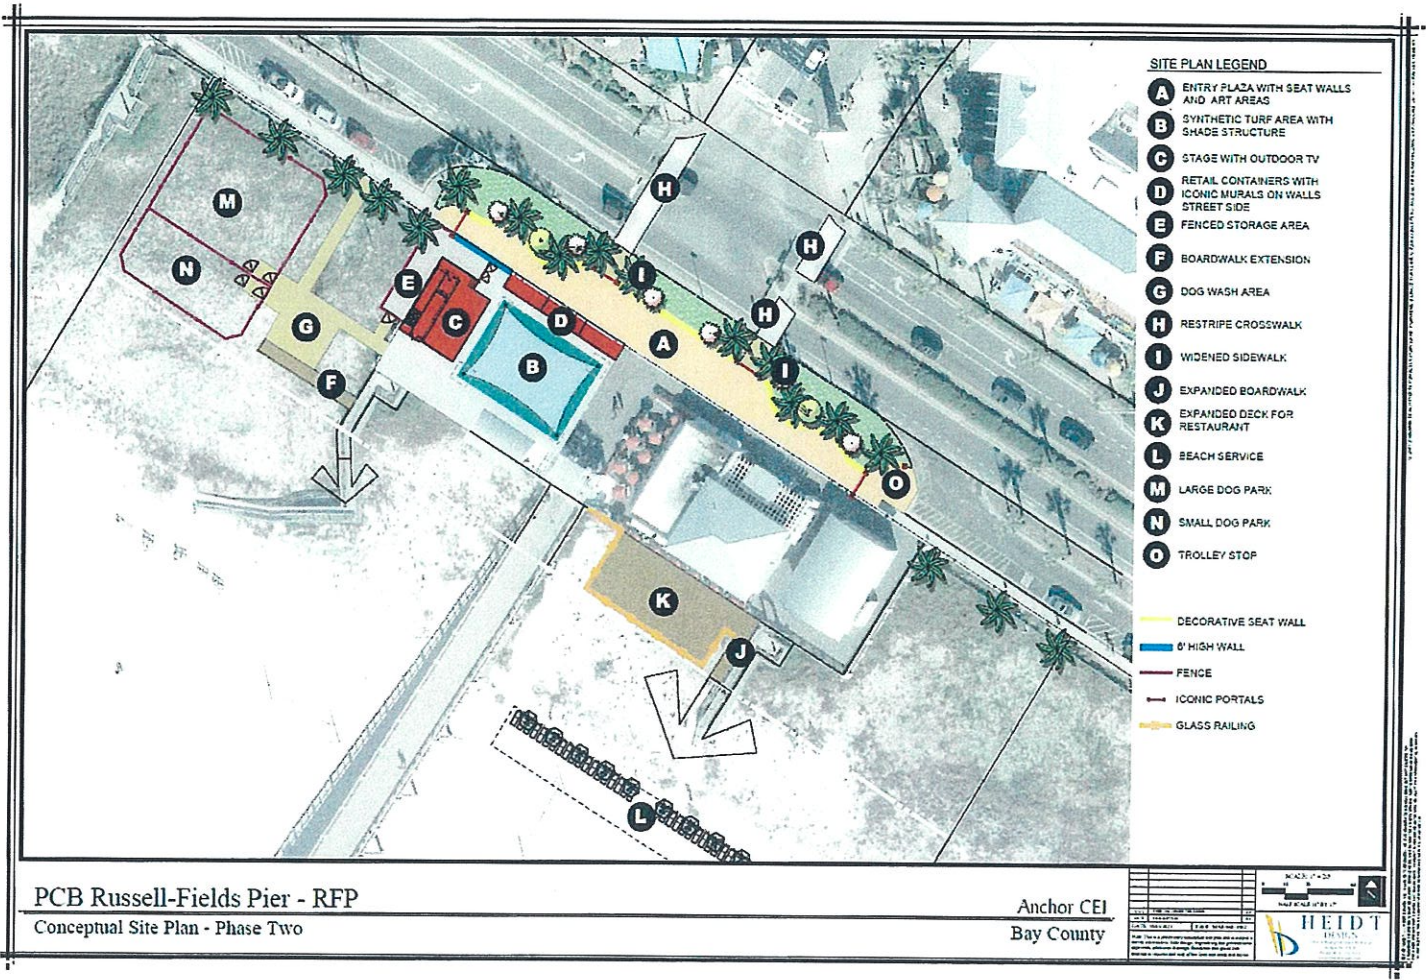 SITE PLAN LEGEND
A ENTRY PLAZA WITH SEAT WALLS
AND ART AREAS
B SYNTHETIC TURF AREA WITH
SHADE STRUCTURE
C STAGE WITH OUTDOOR TV
D RETAIL CONTAINERS WITH
ICONIC MURALS ON WALLS
STREET SIDE
E FENCED STORAGE AREA
F BOARDWALK EXTENSION
G DOG WASH AREA
H RESTRIPE CROSSWALK
I WIDENED SIDEWALK
J EXPANDED BOARDWALK
K EXPANDED DECK FOR
RESTAURANT
L BEACH SERVICE
M LARGE DOG PARK
N SMALL DOG PARK
O TROLLEY STOP
DECORATIVE SEAT WALL
6' HIGH WALL
FENCE
ICONIC PORTALS
GLASS RAILING
H
M
H
I
N
E
H
G
C
D
A
B
I
F
O
K
J
L
PCB Russell-Fields Pier - RFP
Conceptual Site Plan - Phase Two
Anchor CEI
Bay County
HEIDT
DESIGN